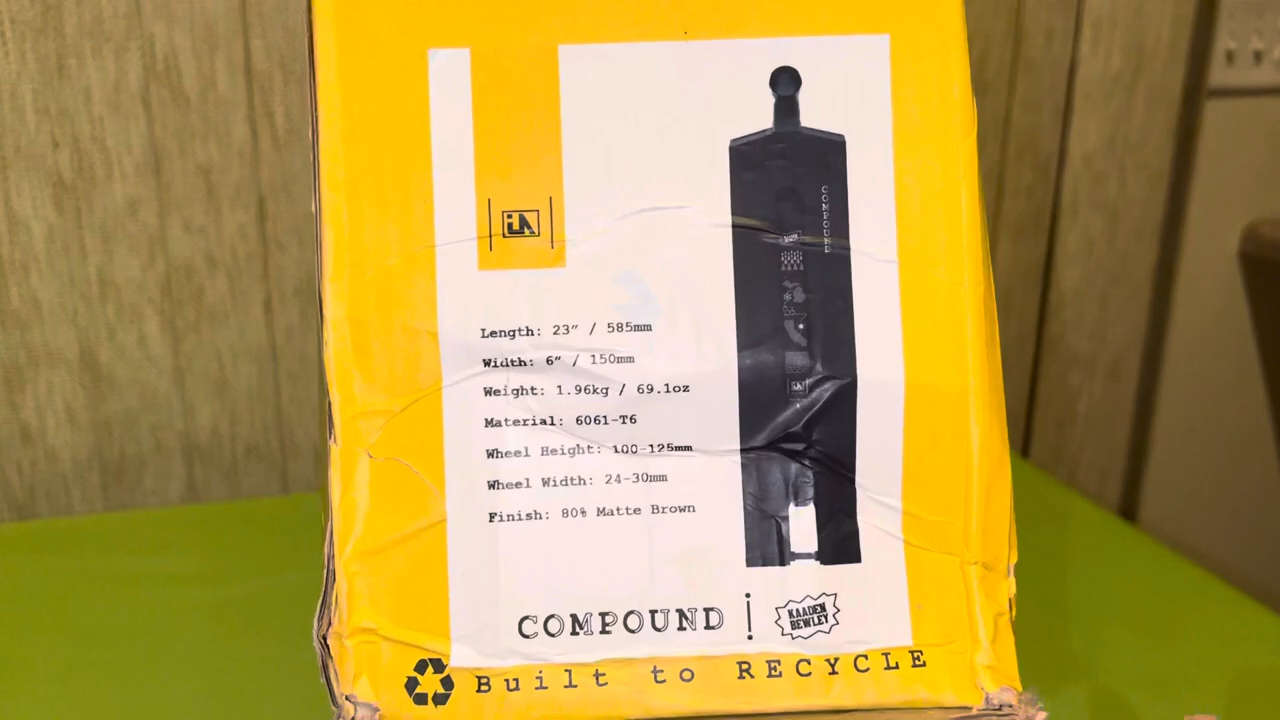 COMPOUND
Length: 23" / 585mm
Width: 6" / 150mm
Weight: 1.96kg / 69.1oz
Material: 6061-T6
Wheel Height: 100-125mm
Wheel Width: 24-30mm
Finish: 80% Matte Brown
COMPOUND
KAADEN
BEWLEY
Built to RECYCLE